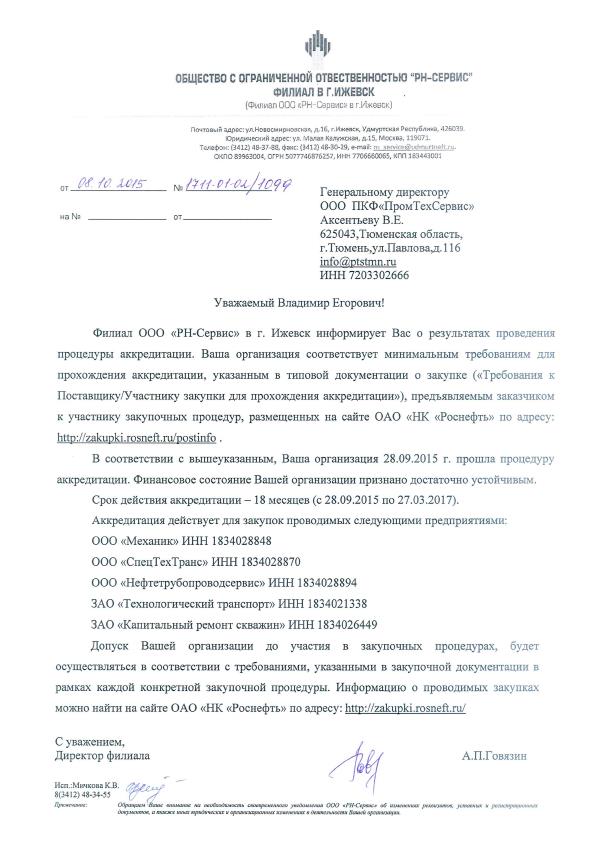 ОБЩЕСТВО С ОГРАНИЧЕННОЙ ОТВЕСТВЕННОСТЬЮ "РН-СЕРВИС"
ФИЛИАЛ В Г.ИЖЕВСК
(Филиал ООО «РН-Сервис» в г.Ижевск)
Почтовый адрес: ул.Новосмирновская, д.16, г.Ижевск, Удмуртская Республика, 426039.
Юридический адрес: ул. Малая Калужская, д.15, Москва, 119071.
Телефон: (3412) 48-37-88, факс: (3412) 48-30-29, e-mail: rn_service@udmurtneft.ru.
ОКПО 89963004, ОГРН 5077746876257, ИНН 7706660065, КПП 183443001
от 08.10.2015 № 1711-01-02/1099
на № от
Генеральному директору
ООО ПКФ«ПромТехСервис»
Аксентьеву В.Е.
625043,Тюменская область,
г.Тюмень,ул.Павлова,д.116
info@ptstmn.ru
ИНН 7203302666
Уважаемый Владимир Егорович!
Филиал ООО «РН-Сервис» в г. Ижевск информирует Вас о результатах проведения
процедуры аккредитации. Ваша организация соответствует минимальным требованиям для
прохождения аккредитации, указанным в типовой документации о закупке («Требования к
Поставщику/Участнику закупки для прохождения аккредитации»), предъявляемым заказчиком
к участнику закупочных процедур, размещенных на сайте ОАО «НК «Роснефть» по адресу:
http://zakupki.rosneft.ru/postinfo .
В соответствии с вышеуказанным, Ваша организация 28.09.2015 г. прошла процедуру
аккредитации. Финансовое состояние Вашей организации признано достаточно устойчивым.
Срок действия аккредитации – 18 месяцев (с 28.09.2015 по 27.03.2017).
Аккредитация действует для закупок проводимых следующими предприятиями:
ООО «Механик» ИНН 1834028848
ООО «СпецТехТранс» ИНН 1834028870
ООО «Нефтетрубопроводсервис» ИНН 1834028894
ЗАО «Технологический транспорт» ИНН 1834021338
ЗАО «Капитальный ремонт скважин» ИНН 1834026449
Допуск Вашей организации до участия в закупочных процедурах, будет
осуществляться в соответствии с требованиями, указанными в закупочной документации в
рамках каждой конкретной закупочной процедуры. Информацию о проводимых закупках
можно найти на сайте ОАО «НК «Роснефть» по адресу: http://zakupki.rosneft.ru/
С уважением,
Директор филиала А.П.Говязин
Исп.:Мичкова К.В.
8(3412) 48-34-55
Примечание: Обращаем Ваше внимание на необходимость своевременного уведомления ООО «РН-Сервис» об изменениях реквизитов, уставных и регистрационных
документов, а также иных юридических и организационных изменениях в деятельности Вашей организации.